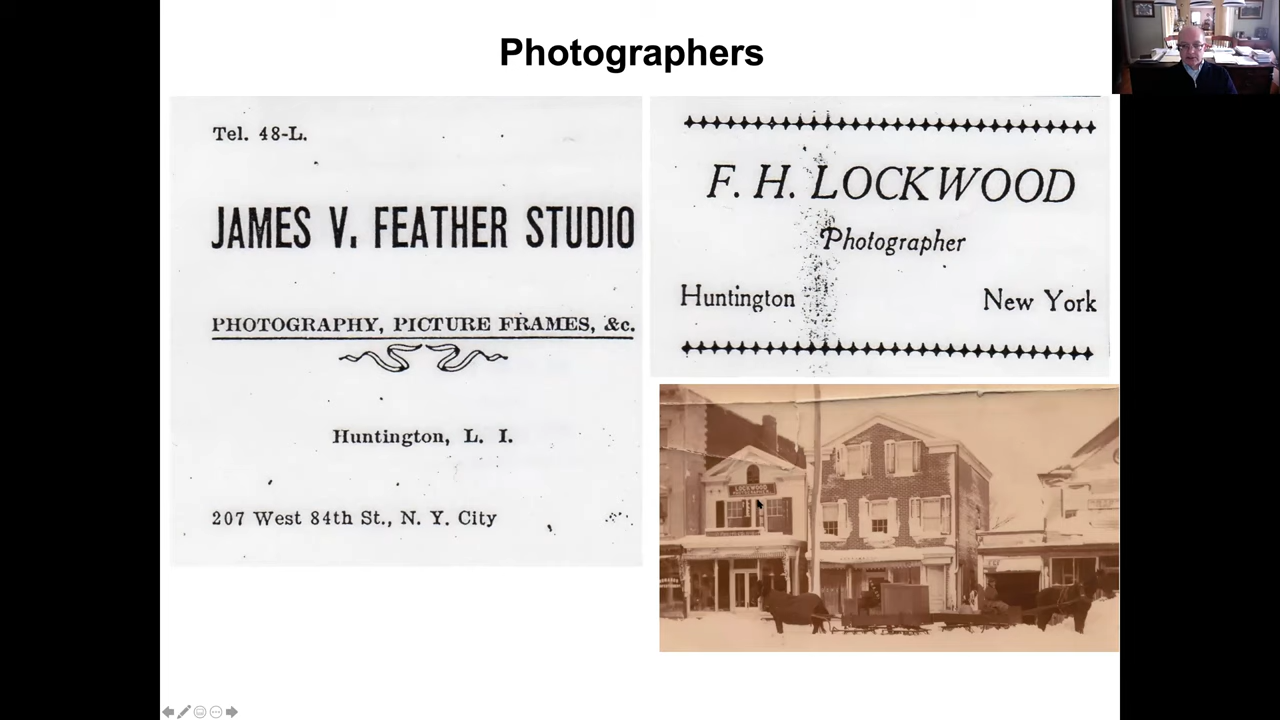 Photographers
Tel. 48-L.
JAMES V. FEATHER STUDIO
PHOTOGRAPHY, PICTURE FRAMES, &c.
Huntington, L. I.
207 West 84th St., N. Y. City
F. H. LOCKWOOD
Photographer
Huntington New York
LOCKWOOD